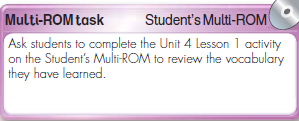 Multi-ROM task Student's Multi-ROM
Ask students to complete the Unit 4 Lesson 1 activity
on the Student's Multi-ROM to review the vocabulary
they have learned.